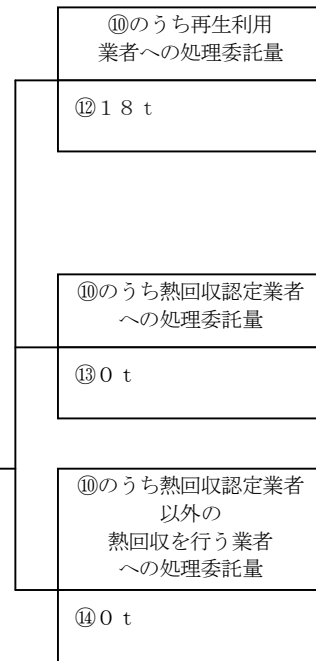 ⑩のうち再生利用
業者への処理委託量
⑫１８ｔ
⑩のうち熱回収認定業者
への処理委託量
⑬０ｔ
⑩のうち熱回収認定業者
以外の
熱回収を行う業者
への処理委託量
⑭０ｔ